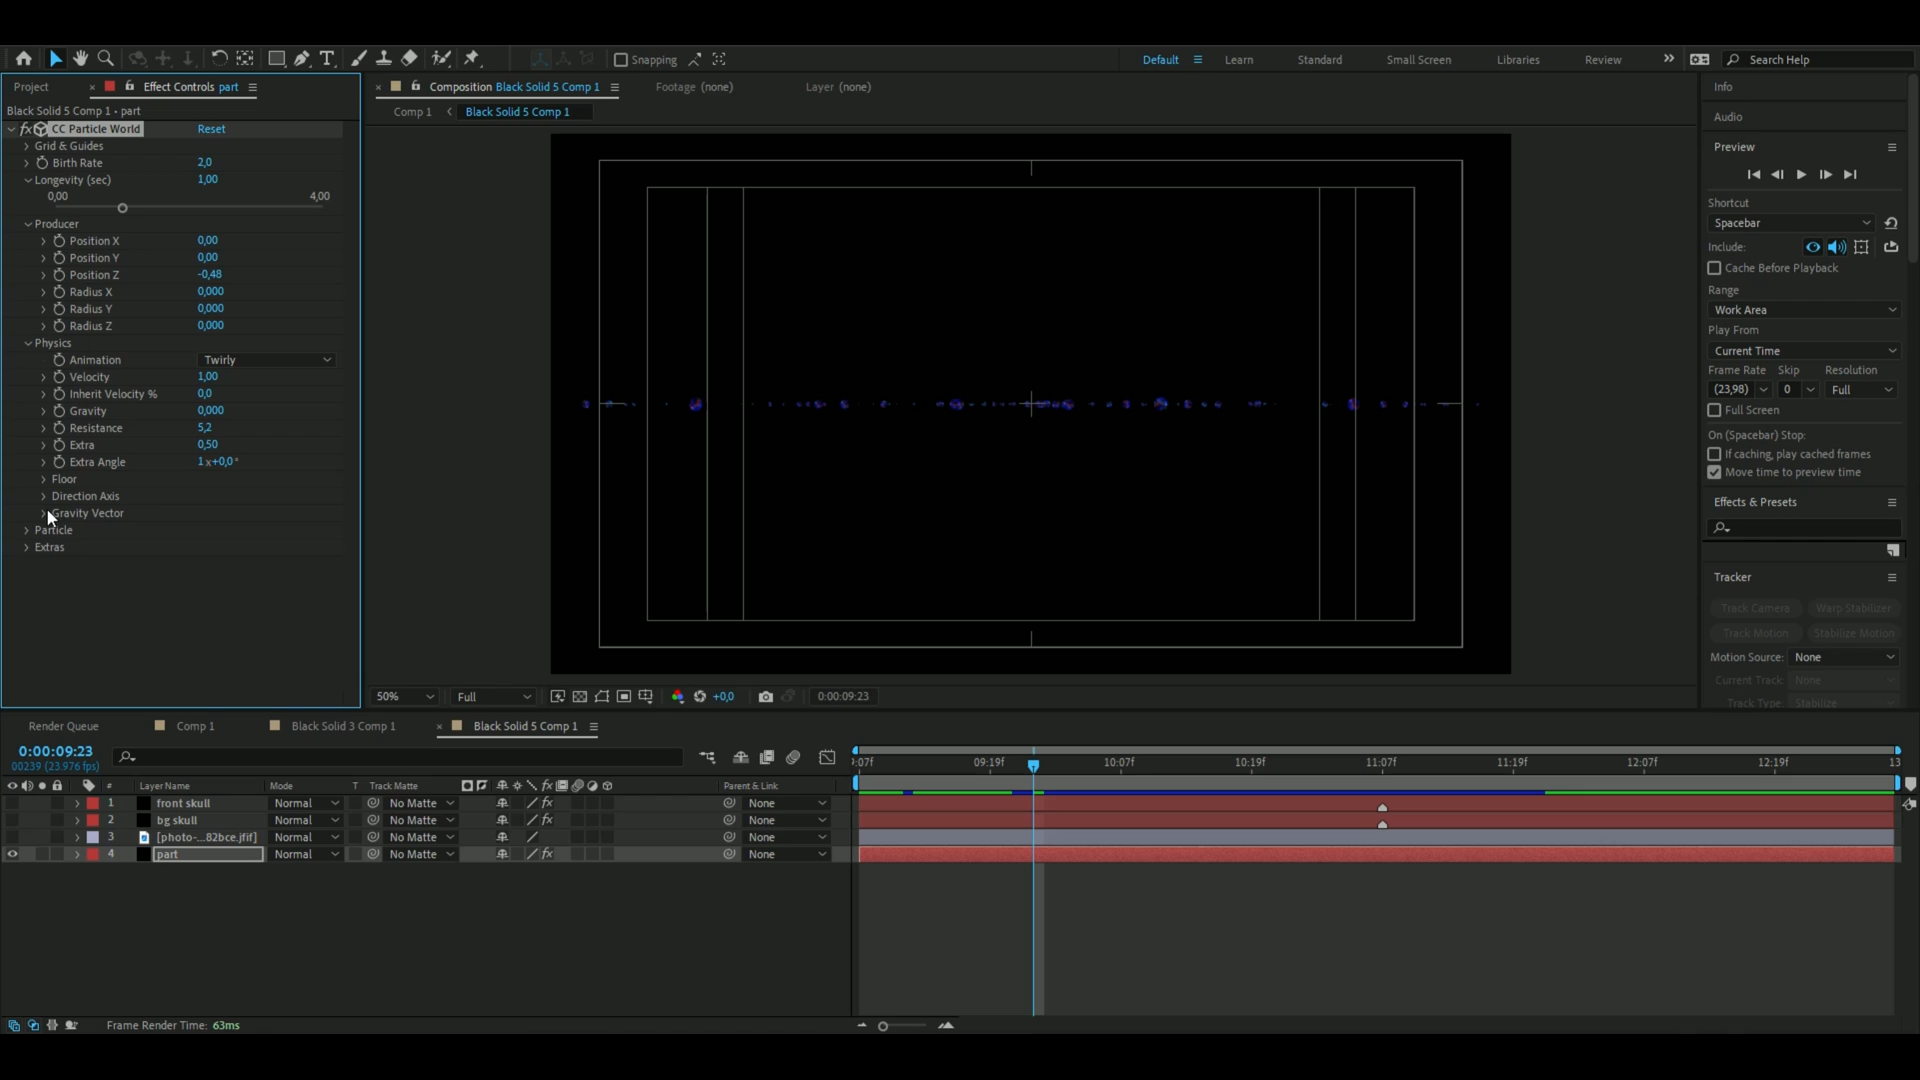 Snapping
Default
Learn
Standard
Small Screen
Libraries
Review
Search Help
Project
Effect Controls part
Composition Black Solid 5 Comp 1
Footage (none)
Layer (none)
Info
Black Solid 5 Comp 1 • part
Comp 1
Black Solid 5 Comp 1
Audio
fx CC Particle World Reset
Grid & Guides
Birth Rate 2,0
Longevity (sec) 1,00
0,00 4,00
Producer
Position X 0,00
Position Y 0,00
Position Z -0,48
Radius X 0,000
Radius Y 0,000
Radius Z 0,000
Physics
Animation Twirly
Velocity 1,00
Inherit Velocity % 0,0
Gravity 0,000
Resistance 5,2
Extra 0,50
Extra Angle 1 x+0,0°
Floor
Direction Axis
Gravity Vector
Particle
Extras
Preview
Shortcut
Spacebar
Include:
Cache Before Playback
Range
Work Area
Play From
Current Time
Frame Rate Skip Resolution
(23,98) 0 Full
Full Screen
On (Spacebar) Stop:
If caching, play cached frames
Move time to preview time
Effects & Presets
Tracker
Track Camera Warp Stabilizer
Track Motion Stabilize Motion
Motion Source: None
Current Track: None
Track Type: Stabilize
50% Full +0,0 0:00:09:23
Render Queue
Comp 1
Black Solid 3 Comp 1
Black Solid 5 Comp 1
0:00:09:23
00239 (23.976 fps)
:07f 09:19f 10:07f 10:19f 11:07f 11:19f 12:07f 12:19f 13
# Layer Name Mode T Track Matte fx Parent & Link
1 front skull Normal No Matte fx None
2 bg skull Normal No Matte fx None
3 [photo-...82bce.jfif] Normal No Matte None
4 part Normal No Matte fx None
Frame Render Time: 63ms